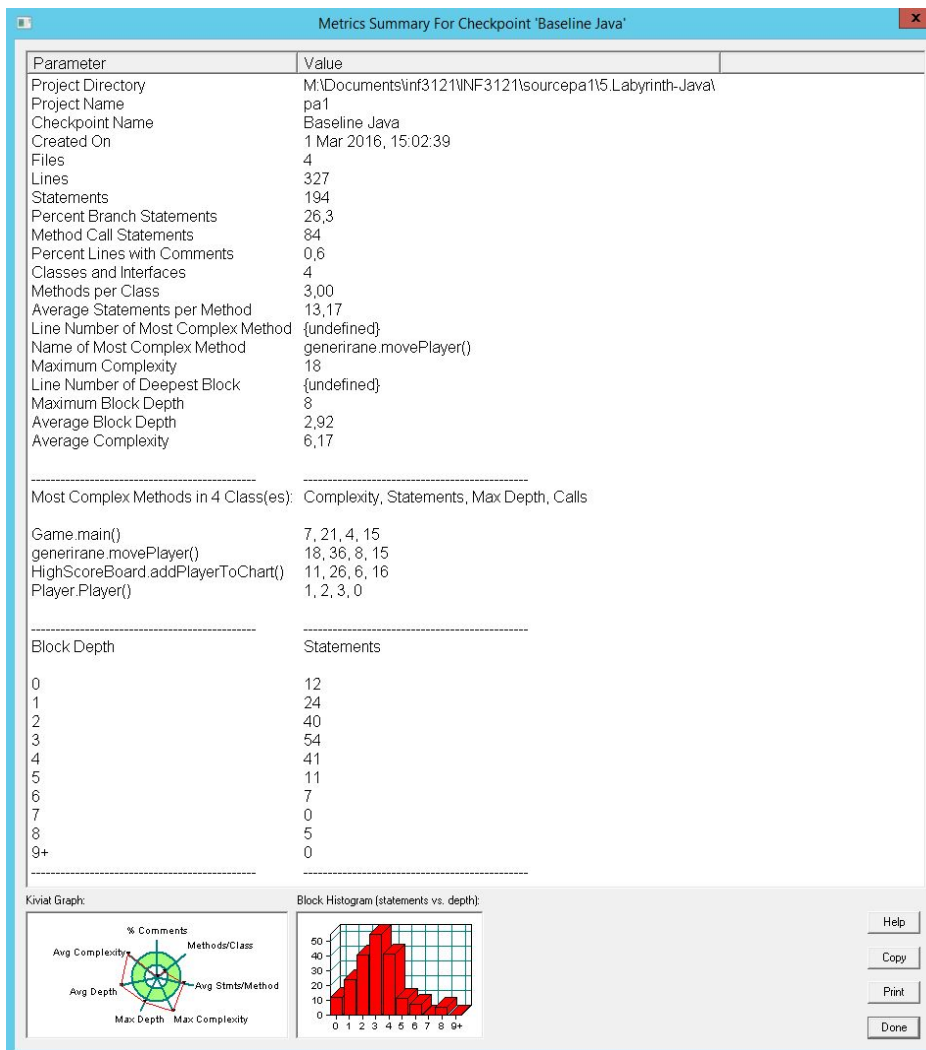 Metrics Summary For Checkpoint 'Baseline Java'
x
Parameter Value
Project Directory M:\Documents\inf3121\INF3121\sourcepa1\5.Labyrinth-Java\
Project Name pa1
Checkpoint Name Baseline Java
Created On 1 Mar 2016, 15:02:39
Files 4
Lines 327
Statements 194
Percent Branch Statements 26,3
Method Call Statements 84
Percent Lines with Comments 0,6
Classes and Interfaces 4
Methods per Class 3,00
Average Statements per Method 13,17
Line Number of Most Complex Method {undefined}
Name of Most Complex Method generirane.movePlayer()
Maximum Complexity 18
Line Number of Deepest Block {undefined}
Maximum Block Depth 8
Average Block Depth 2,92
Average Complexity 6,17
-------------------------------------------- --------------------------------------------
Most Complex Methods in 4 Class(es): Complexity, Statements, Max Depth, Calls
Game.main() 7, 21, 4, 15
generirane.movePlayer() 18, 36, 8, 15
HighScoreBoard.addPlayerToChart() 11, 26, 6, 16
Player.Player() 1, 2, 3, 0
-------------------------------------------- --------------------------------------------
Block Depth Statements
0 12
1 24
2 40
3 54
4 41
5 11
6 7
7 0
8 5
9+ 0
-------------------------------------------- --------------------------------------------
Kiviat Graph:
% Comments
Methods/Class
Avg Complexity
Avg Stmts/Method
Avg Depth
Max Depth Max Complexity
Block Histogram (statements vs. depth):
50
40
30
20
10
0
0 1 2 3 4 5 6 7 8 9+
Help
Copy
Print
Done